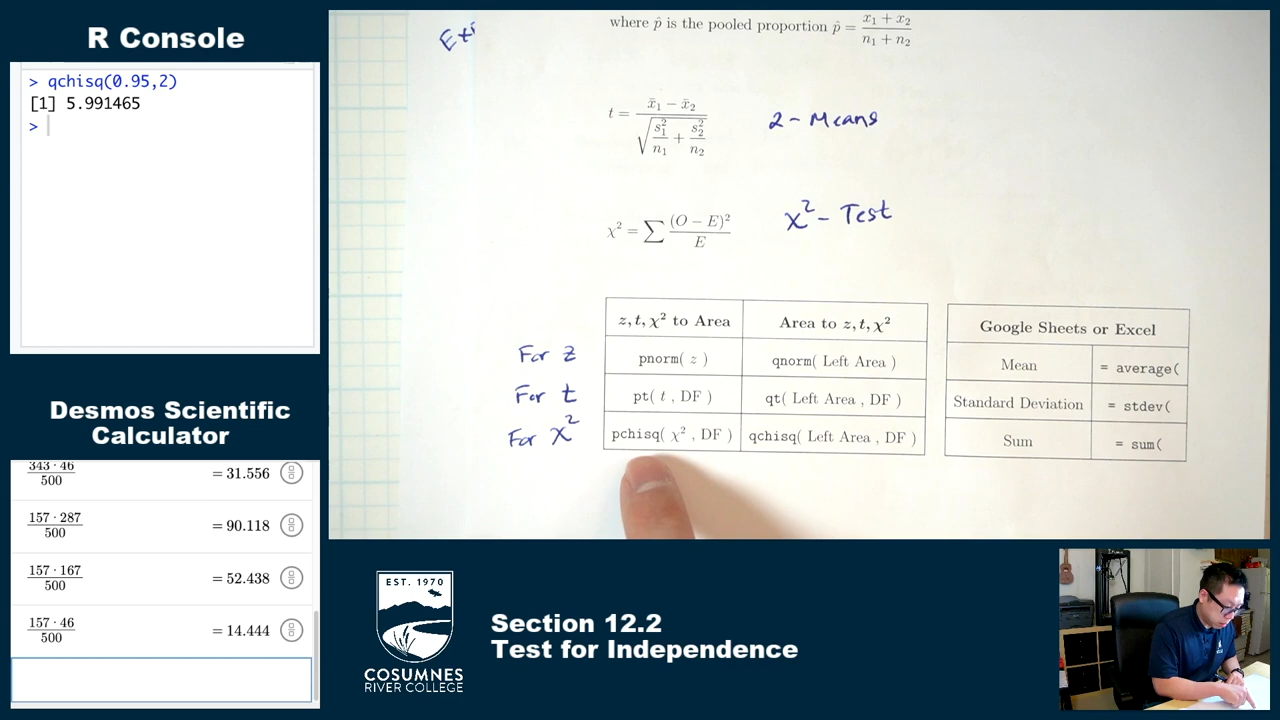 R Console
> qchisq(0.95,2)
[1] 5.991465
>
Desmos Scientific
Calculator
343 · 46
500
= 31.556
157 · 287
500
= 90.118
157 · 167
500
= 52.438
157 · 46
500
= 14.444
where p̂ is the pooled proportion p̂ = (x₁ + x₂)/(n₁ + n₂)
t = (x̄₁ − x̄₂)/√(s₁²/n₁ + s₂²/n₂) 2 - Means
χ² = ∑ (O − E)²/E χ² - Test
z, t, χ² to Area Area to z, t, χ²
For z pnorm( z ) qnorm( Left Area )
For t pt( t , DF ) qt( Left Area , DF )
For χ² pchisq( χ² , DF ) qchisq( Left Area , DF )
Google Sheets or Excel
Mean = average(
Standard Deviation = stdev(
Sum = sum(
EST. 1970
COSUMNES
RIVER COLLEGE
Section 12.2
Test for Independence